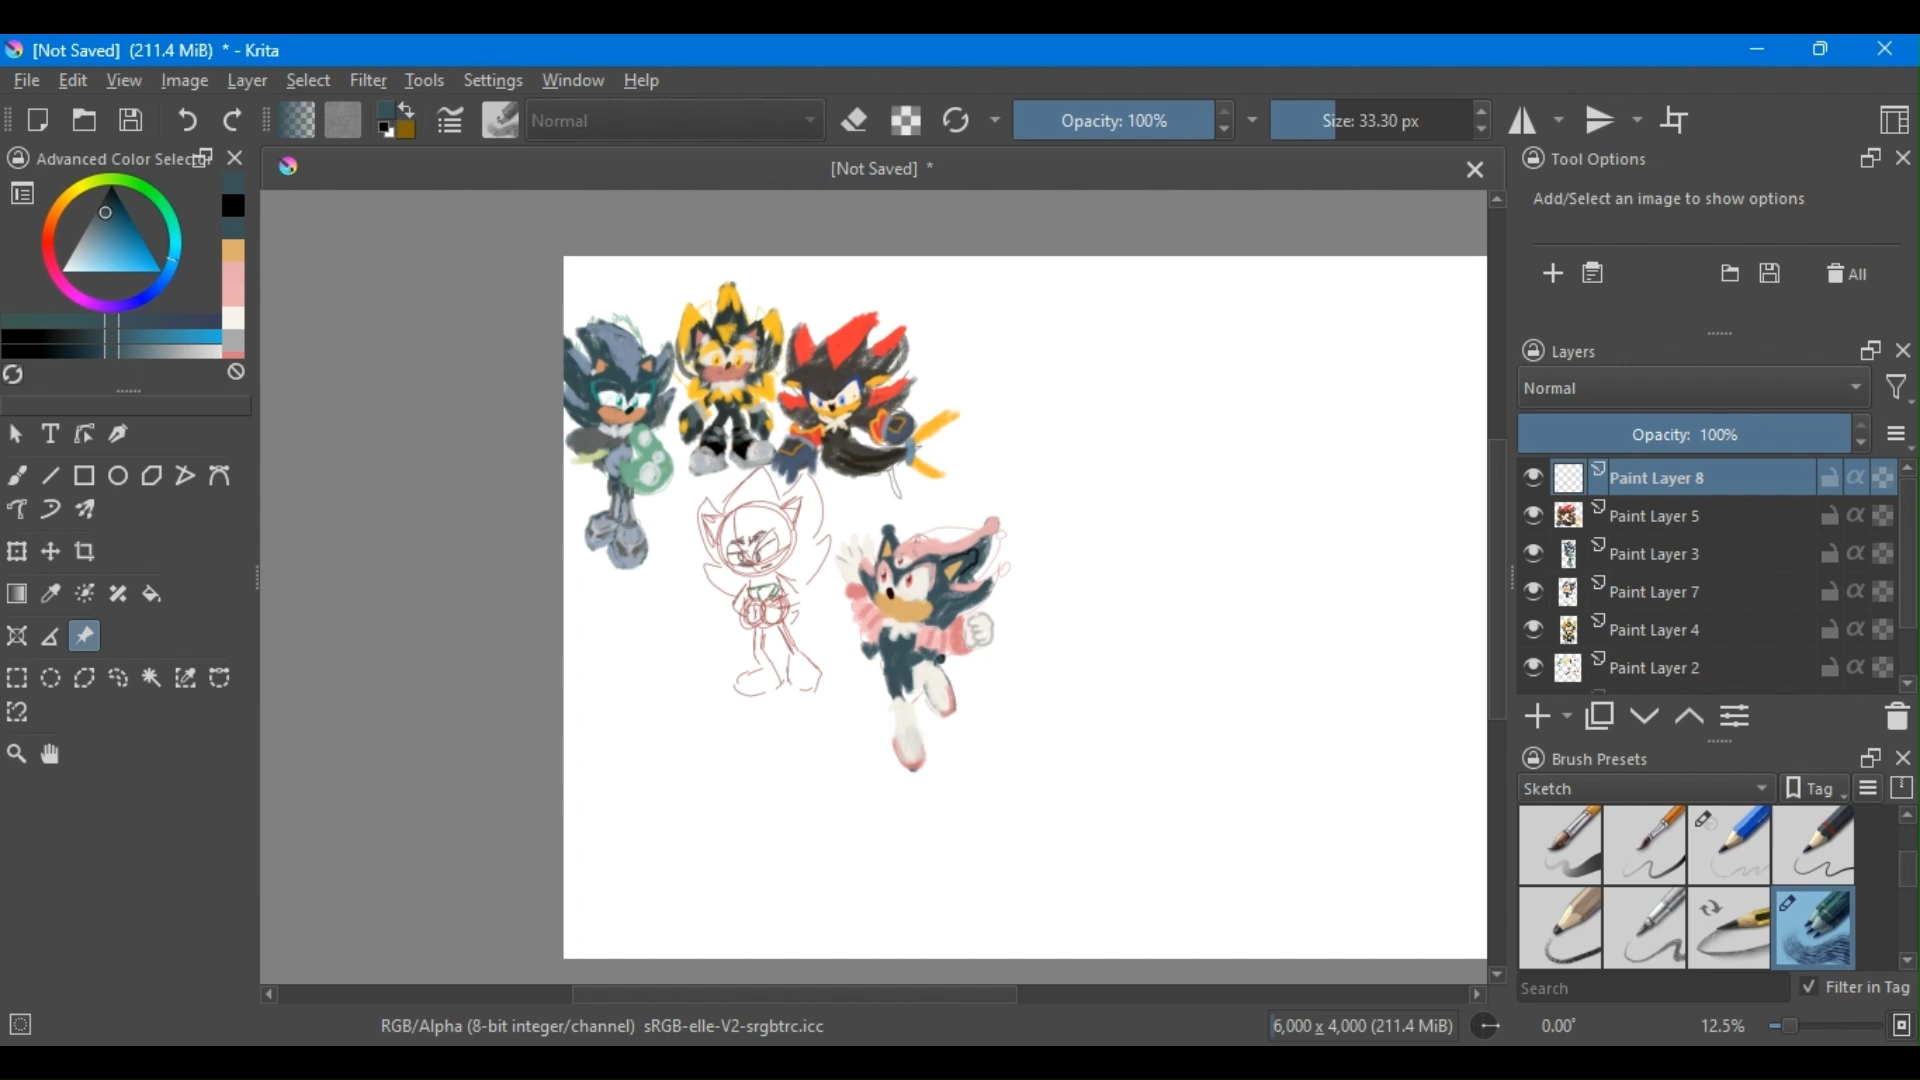 [Not Saved] (211.4 MiB) * - Krita
File Edit View Image Layer Select Filter Tools Settings Window Help
Normal
Opacity: 100%
Size: 33.30 px
Advanced Color Selector
[Not Saved] *
Tool Options
Add/Select an image to show options
All
Layers
Normal
Opacity: 100%
Paint Layer 8
Paint Layer 5
Paint Layer 3
Paint Layer 7
Paint Layer 4
Paint Layer 2
Brush Presets
Sketch
Tag
Search
Filter in Tag
RGB/Alpha (8-bit integer/channel) sRGB-elle-V2-srgbtrc.icc
6,000 x 4,000 (211.4 MiB)
0.00°
12.5%